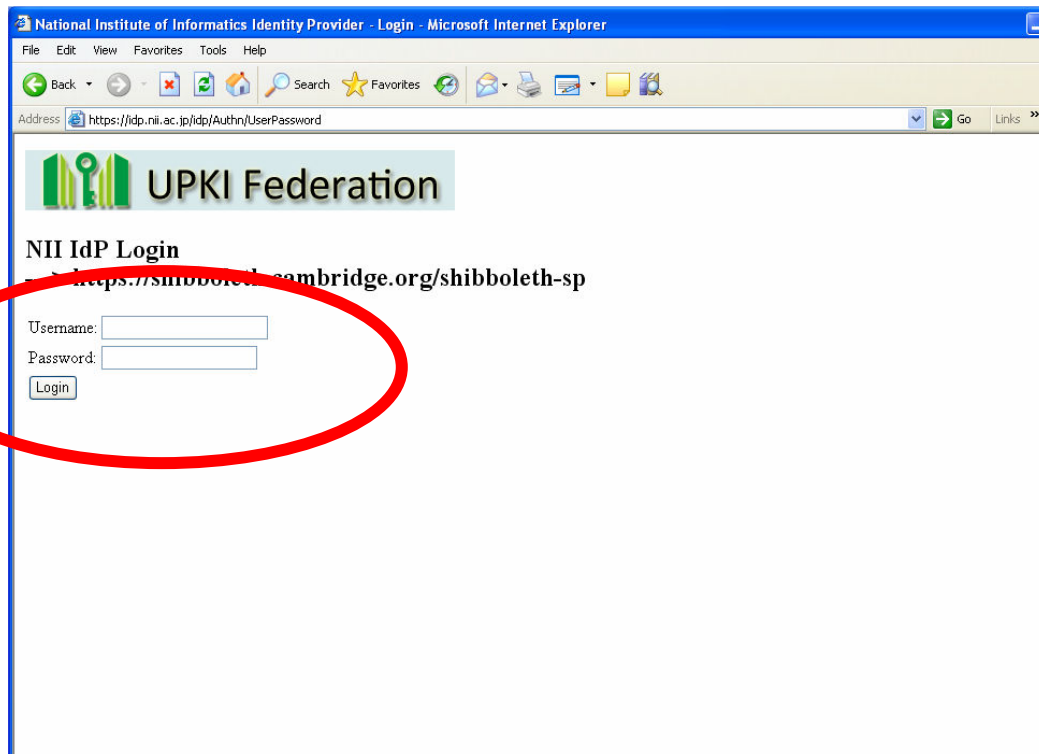 National Institute of Informatics Identity Provider - Login - Microsoft Internet Explorer
File Edit View Favorites Tools Help
Back Search Favorites
Address https://idp.nii.ac.jp/idp/Authn/UserPassword Go Links »
UPKI Federation
NII IdP Login
https://shibboleth.cambridge.org/shibboleth-sp
Username:
Password:
Login